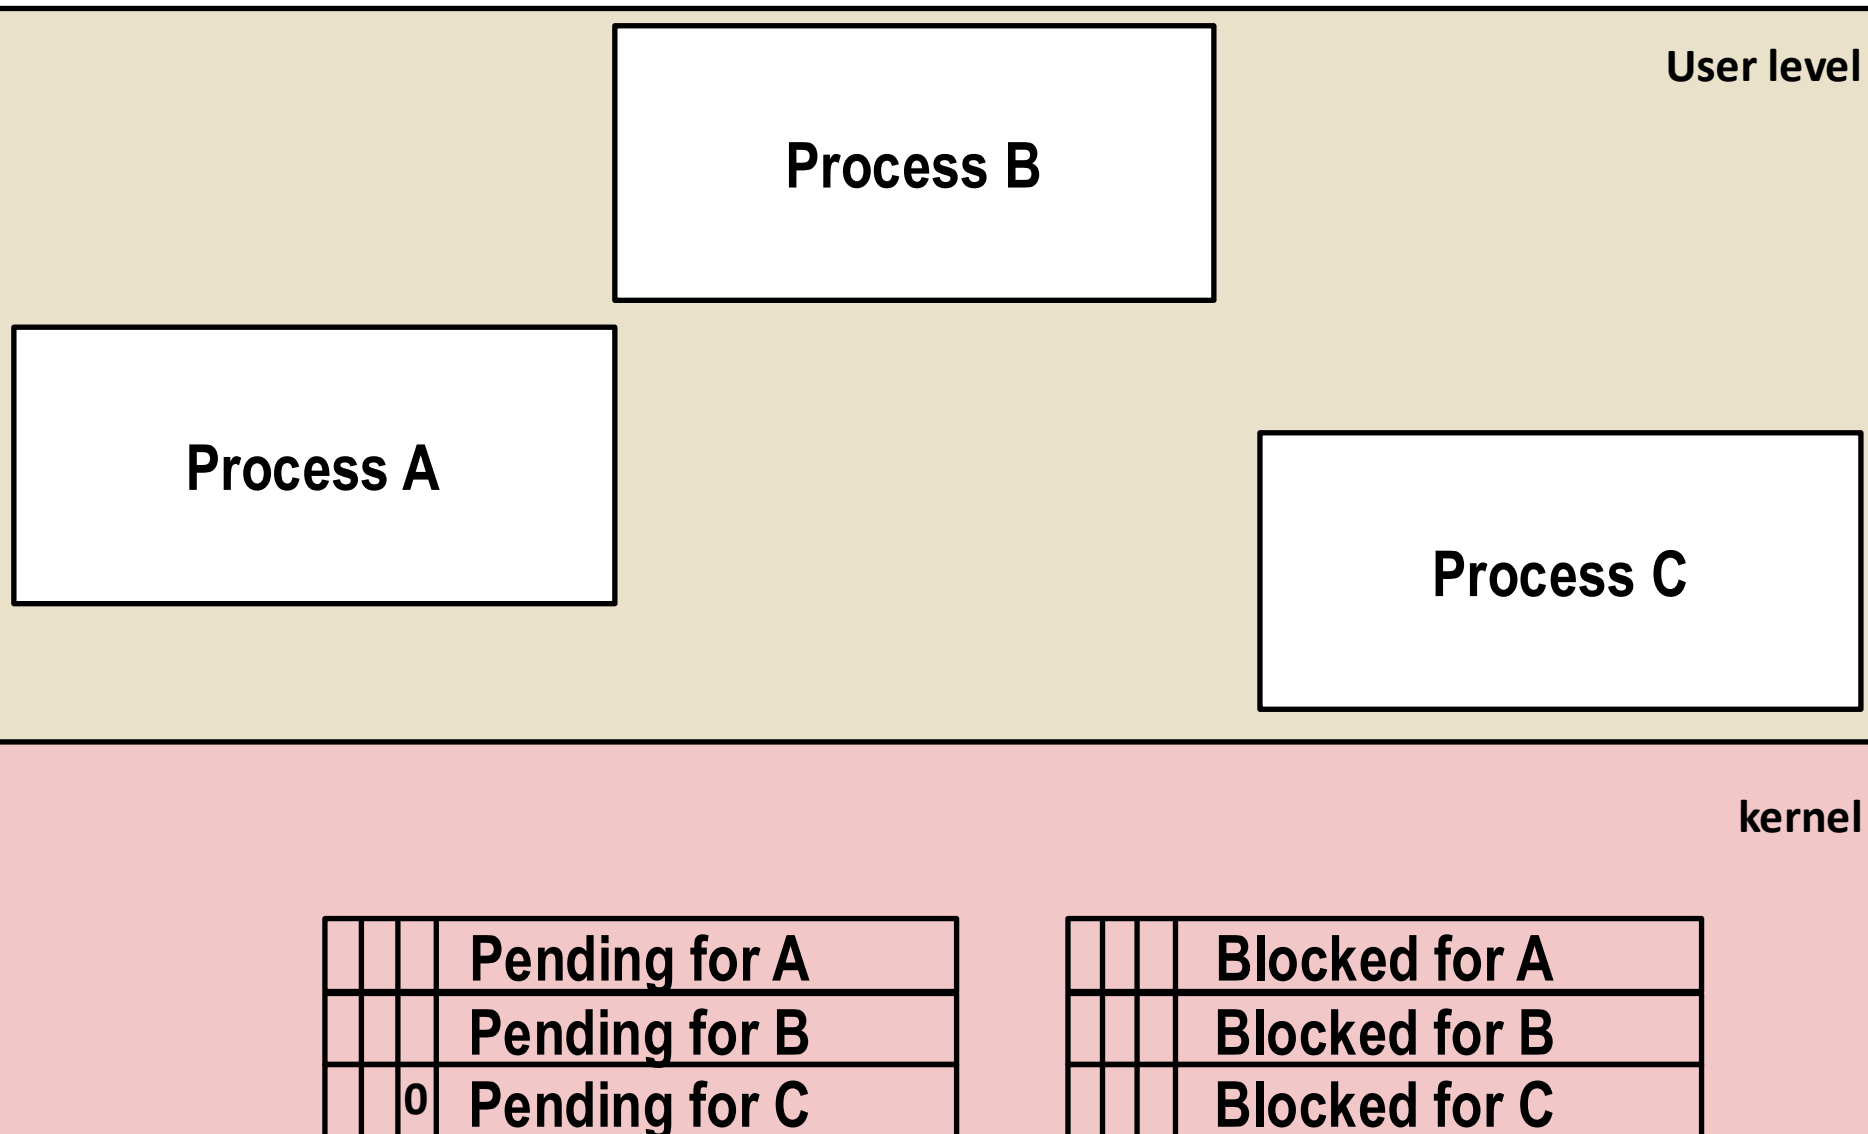 User level
Process B
Process A
Process C
kernel
Pending for A
Blocked for A
Pending for B
Blocked for B
0 Pending for C
Blocked for C